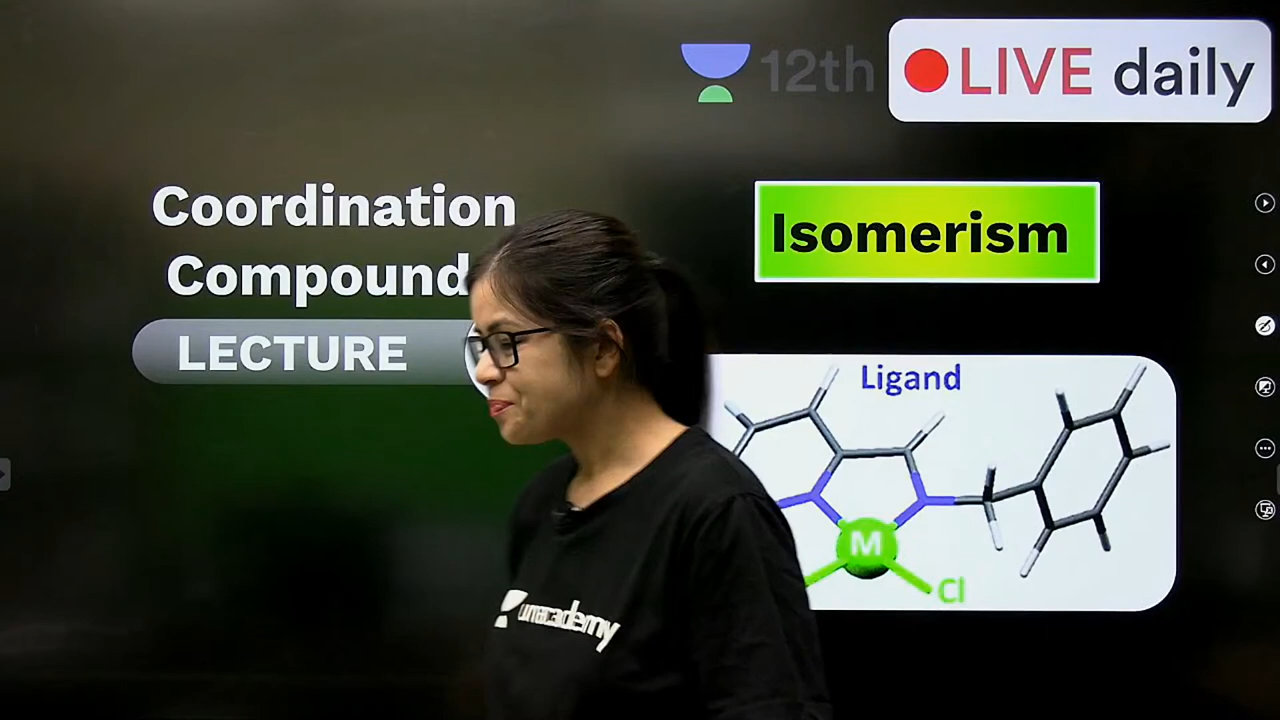 12th
LIVE daily
Coordination
Compound
Isomerism
LECTURE
Ligand
M
Cl
unacademy